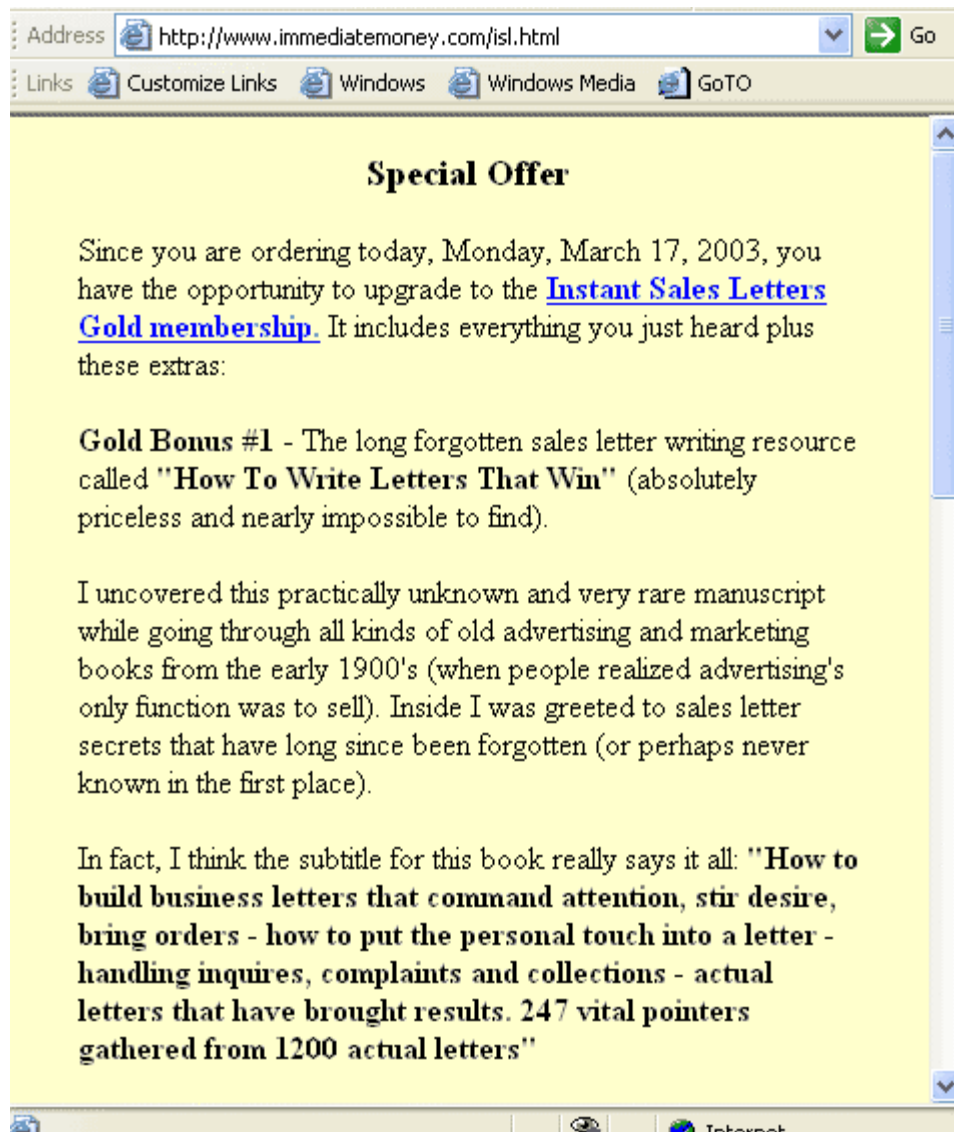 Address http://www.immediatemoney.com/isl.html Go
Links Customize Links Windows Windows Media GoTO
Special Offer
Since you are ordering today, Monday, March 17, 2003, you
have the opportunity to upgrade to the Instant Sales Letters
Gold membership. It includes everything you just heard plus
these extras:
Gold Bonus #1 - The long forgotten sales letter writing resource
called "How To Write Letters That Win" (absolutely
priceless and nearly impossible to find).
I uncovered this practically unknown and very rare manuscript
while going through all kinds of old advertising and marketing
books from the early 1900's (when people realized advertising's
only function was to sell). Inside I was greeted to sales letter
secrets that have long since been forgotten (or perhaps never
known in the first place).
In fact, I think the subtitle for this book really says it all: "How to
build business letters that command attention, stir desire,
bring orders - how to put the personal touch into a letter -
handling inquires, complaints and collections - actual
letters that have brought results. 247 vital pointers
gathered from 1200 actual letters"
Internet